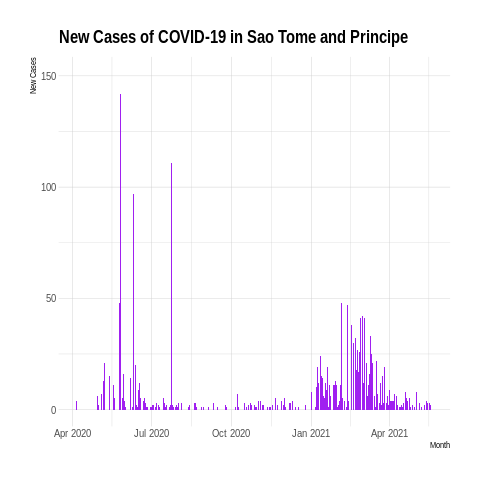 New Cases of COVID-19 in Sao Tome and Principe
New Cases
150
100
50
0
Apr 2020 Jul 2020 Oct 2020 Jan 2021 Apr 2021
Month